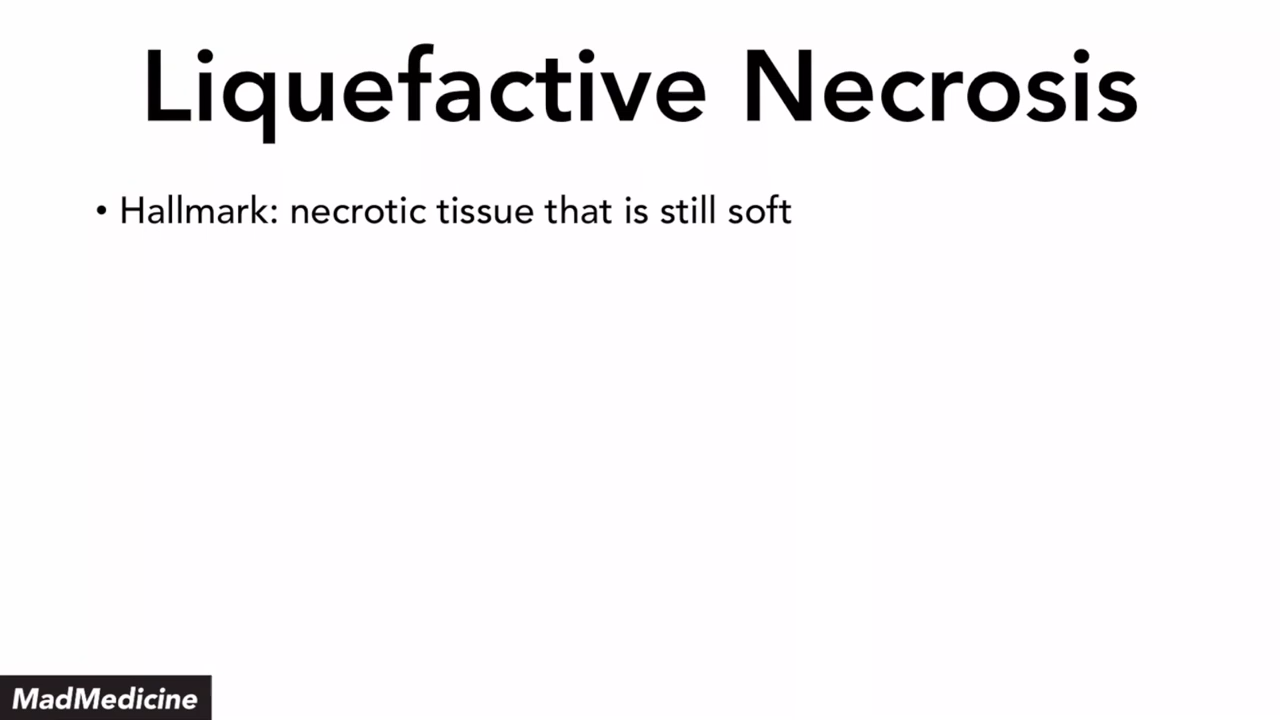 Liquefactive Necrosis
• Hallmark: necrotic tissue that is still soft
MadMedicine